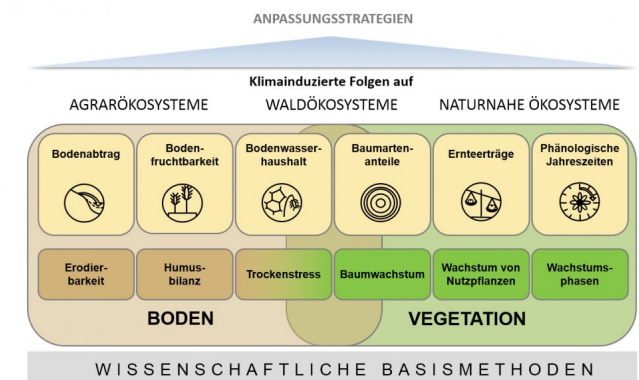 ANPASSUNGSSTRATEGIEN
Klimainduzierte Folgen auf
AGRARÖKOSYSTEME
WALDÖKOSYSTEME
NATURNAHE ÖKOSYSTEME
Bodenabtrag
Boden-
fruchtbarkeit
Bodenwasser-
haushalt
Baumarten-
anteile
Ernteerträge
Phänologische
Jahreszeiten
Erodier-
barkeit
Humus-
bilanz
Trockenstress
Baumwachstum
Wachstum von
Nutzpflanzen
Wachstums-
phasen
BODEN
VEGETATION
WISSENSCHAFTLICHE BASISMETHODEN